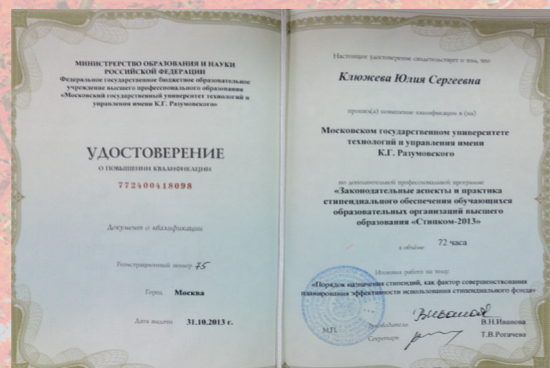 МИНИСТЕРСТВО ОБРАЗОВАНИЯ И НАУКИ
РОССИЙСКОЙ ФЕДЕРАЦИИ
Федеральное государственное бюджетное образовательное
учреждение высшего профессионального образования
«Московский государственный университет технологий и
управления имени К.Г. Разумовского»
УДОСТОВЕРЕНИЕ
О ПОВЫШЕНИИ КВАЛИФИКАЦИИ
772400418098
Документ о квалификации
Регистрационный номер 75
Город Москва
Дата выдачи 31.10.2013 г.
Настоящее удостоверение свидетельствует о том, что
Клюжева Юлия Сергеевна
прошел(а) повышение квалификации в (на)
Московском государственном университете
технологий и управления имени
К.Г. Разумовского
по дополнительной профессиональной программе
«Законодательные аспекты и практика
стипендиального обеспечения обучающихся
образовательных организаций высшего
образования «Стипком-2013»
в объёме 72 часа
Итоговая работа на тему:
«Порядок назначения стипендий, как фактор совершенствования
планирования эффективности использования стипендиального фонда»
М.П.
Руководитель В.Н.Иванова
Секретарь Т.В.Рогачева